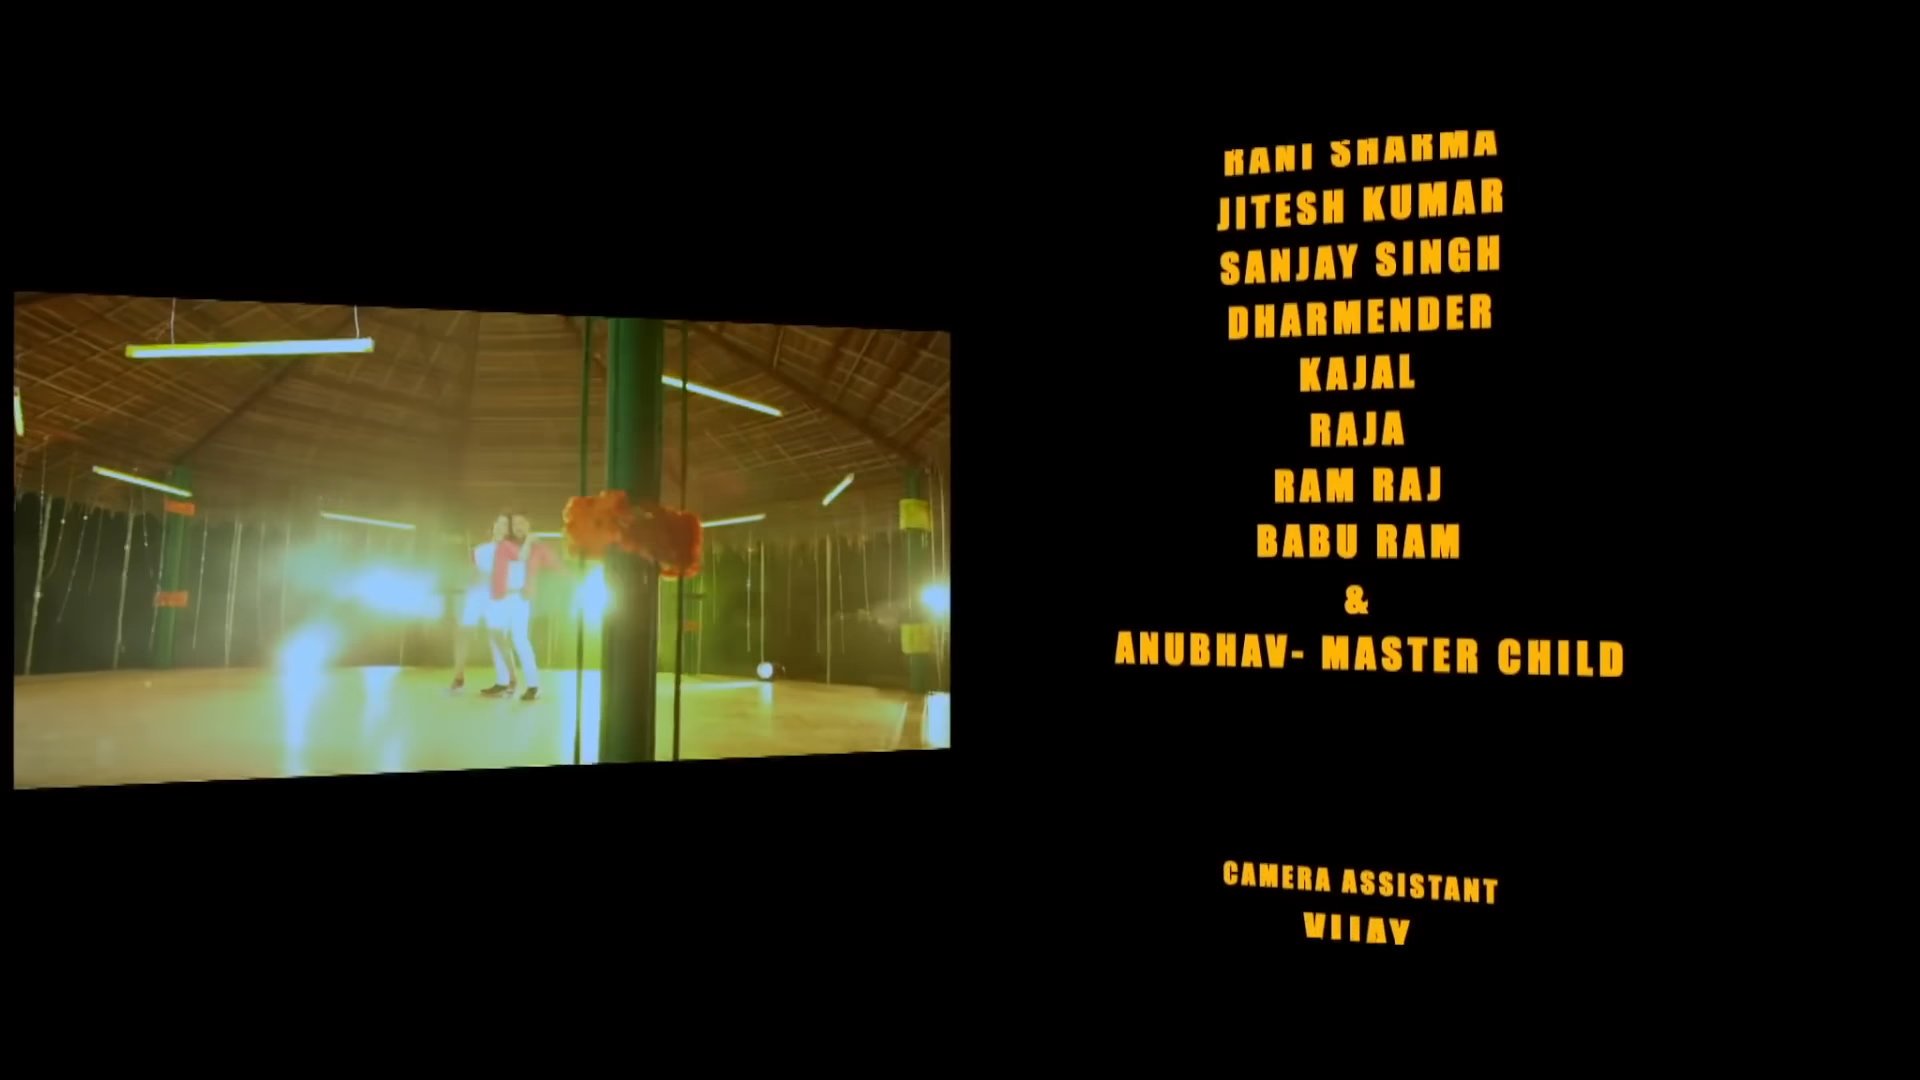 RANI SHARMA
JITESH KUMAR
SANJAY SINGH
DHARMENDER
KAJAL
RAJA
RAM RAJ
BABU RAM
&
ANUBHAV- MASTER CHILD
CAMERA ASSISTANT
VIJAY